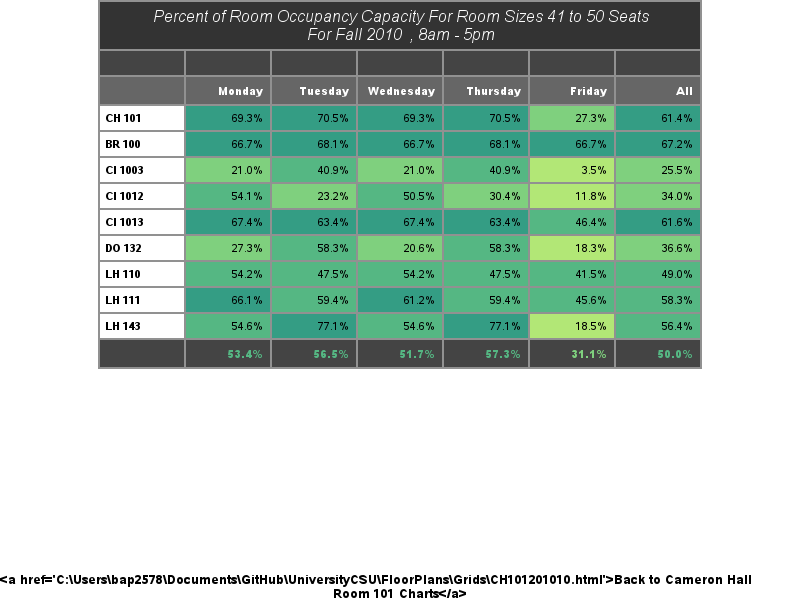 Percent of Room Occupancy Capacity For Room Sizes 41 to 50 Seats
For Fall 2010 , 8am - 5pm
Monday Tuesday Wednesday Thursday Friday All
CH 101 69.3% 70.5% 69.3% 70.5% 27.3% 61.4%
BR 100 66.7% 68.1% 66.7% 68.1% 66.7% 67.2%
CI 1003 21.0% 40.9% 21.0% 40.9% 3.5% 25.5%
CI 1012 54.1% 23.2% 50.5% 30.4% 11.8% 34.0%
CI 1013 67.4% 63.4% 67.4% 63.4% 46.4% 61.6%
DO 132 27.3% 58.3% 20.6% 58.3% 18.3% 36.6%
LH 110 54.2% 47.5% 54.2% 47.5% 41.5% 49.0%
LH 111 66.1% 59.4% 61.2% 59.4% 45.6% 58.3%
LH 143 54.6% 77.1% 54.6% 77.1% 18.5% 56.4%
53.4% 56.5% 51.7% 57.3% 31.1% 50.0%
<a href='C:\Users\bap2578\Documents\GitHub\UniversityCSU\FloorPlans\Grids\CH101201010.html'>Back to Cameron Hall
Room 101 Charts</a>